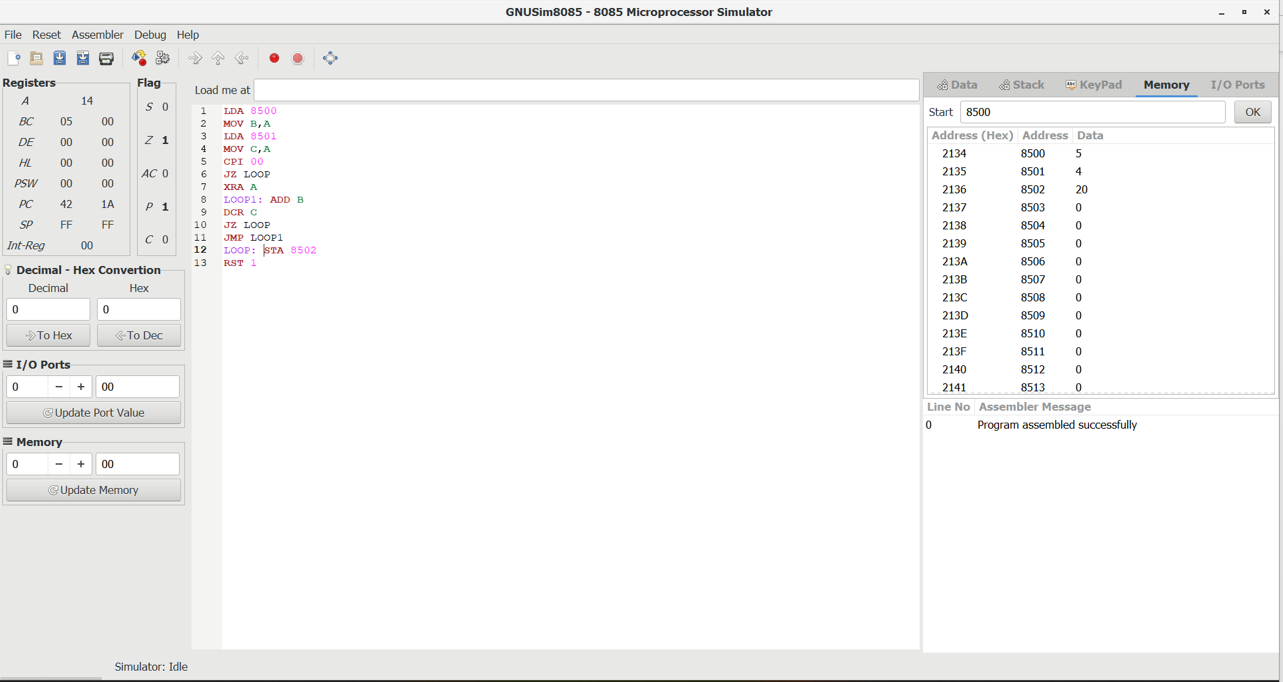 GNUSim8085 - 8085 Microprocessor Simulator
File Reset Assembler Debug Help
Registers
A 14
BC 05 00
DE 00 00
HL 00 00
PSW 00 00
PC 42 1A
SP FF FF
Int-Reg 00
Flag
S 0
Z 1
AC 0
P 1
C 0
Decimal - Hex Convertion
Decimal Hex
0 0
To Hex To Dec
I/O Ports
0 − + 00
Update Port Value
Memory
0 − + 00
Update Memory
Load me at
1 LDA 8500
2 MOV B,A
3 LDA 8501
4 MOV C,A
5 CPI 00
6 JZ LOOP
7 XRA A
8 LOOP1: ADD B
9 DCR C
10 JZ LOOP
11 JMP LOOP1
12 LOOP: STA 8502
13 RST 1
Data Stack KeyPad Memory I/O Ports
Start 8500 OK
Address (Hex) Address Data
2134 8500 5
2135 8501 4
2136 8502 20
2137 8503 0
2138 8504 0
2139 8505 0
213A 8506 0
213B 8507 0
213C 8508 0
213D 8509 0
213E 8510 0
213F 8511 0
2140 8512 0
2141 8513 0
Line No Assembler Message
0 Program assembled successfully
Simulator: Idle